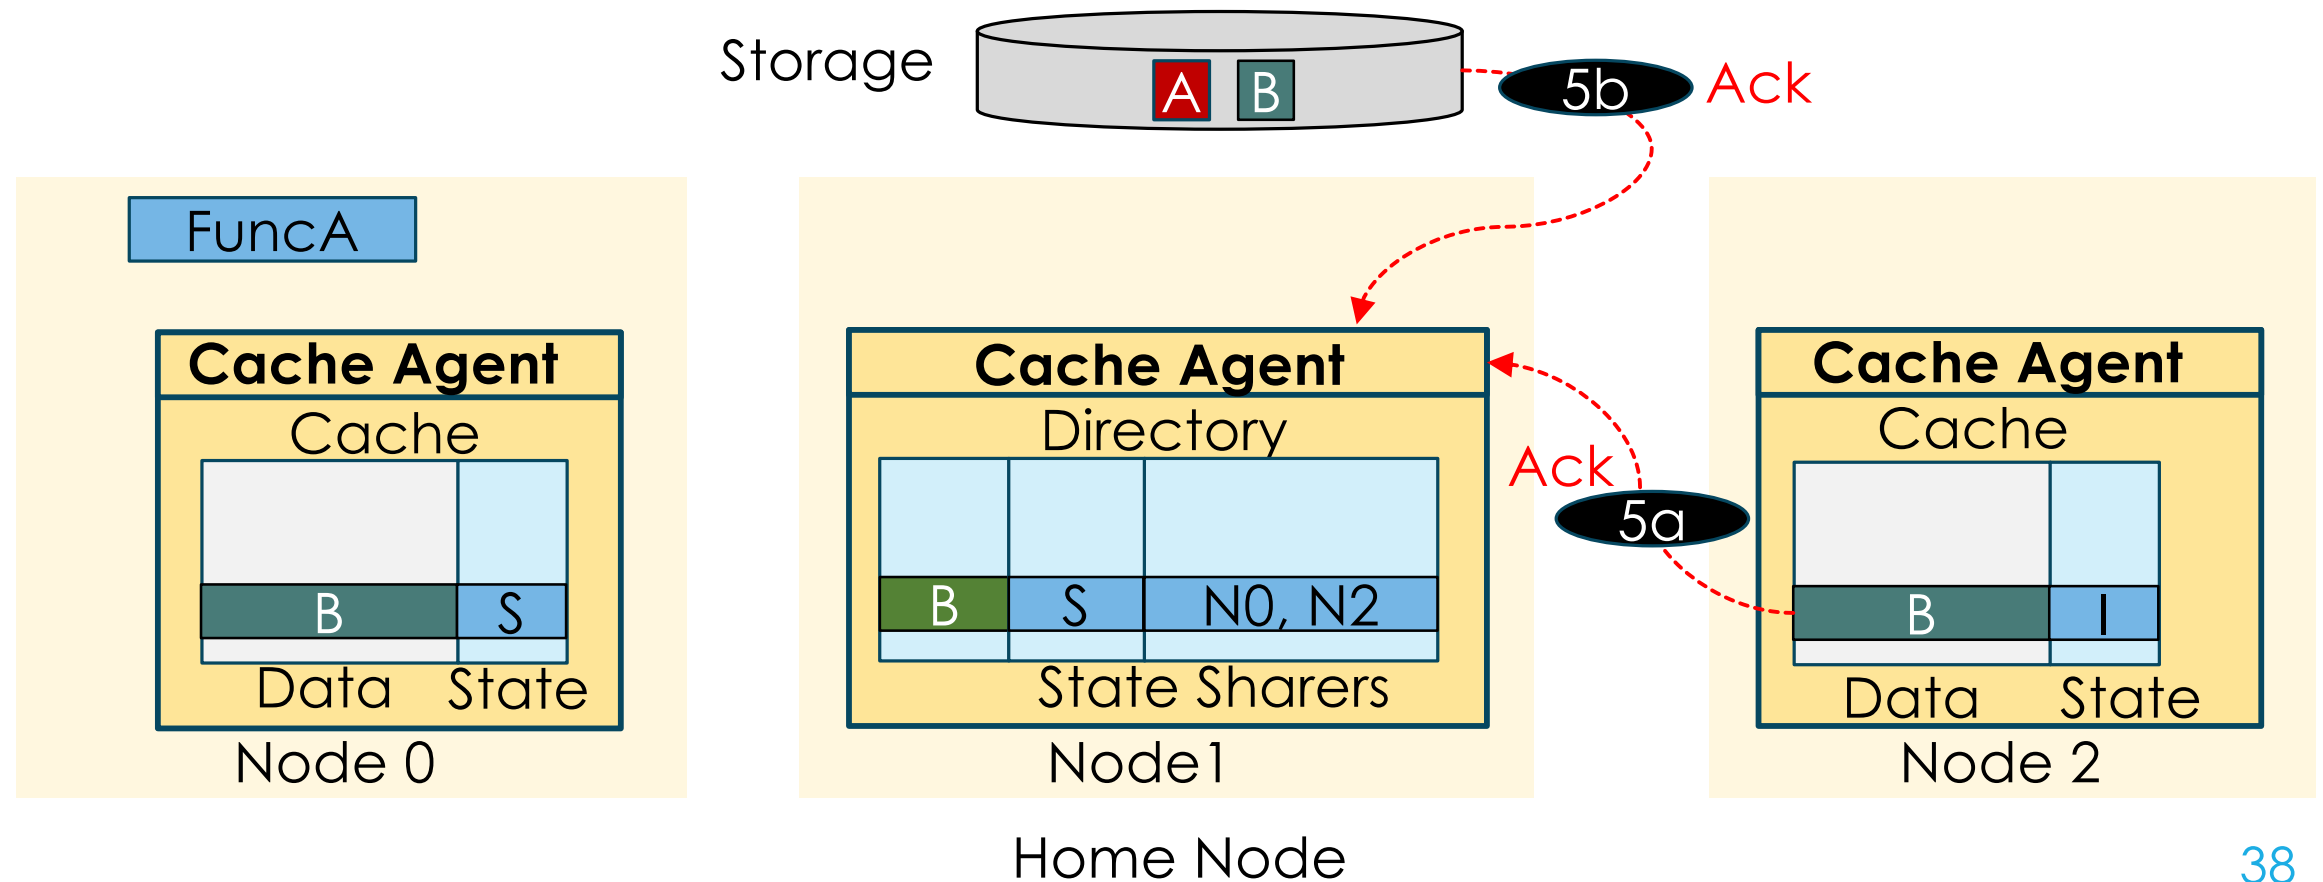 Storage
A B
5b
Ack
FuncA
Cache Agent
Cache
B S
Data State
Node 0
Cache Agent
Directory
B S N0, N2
State Sharers
Node1
Home Node
Ack
5a
Cache Agent
Cache
B I
Data State
Node 2
38